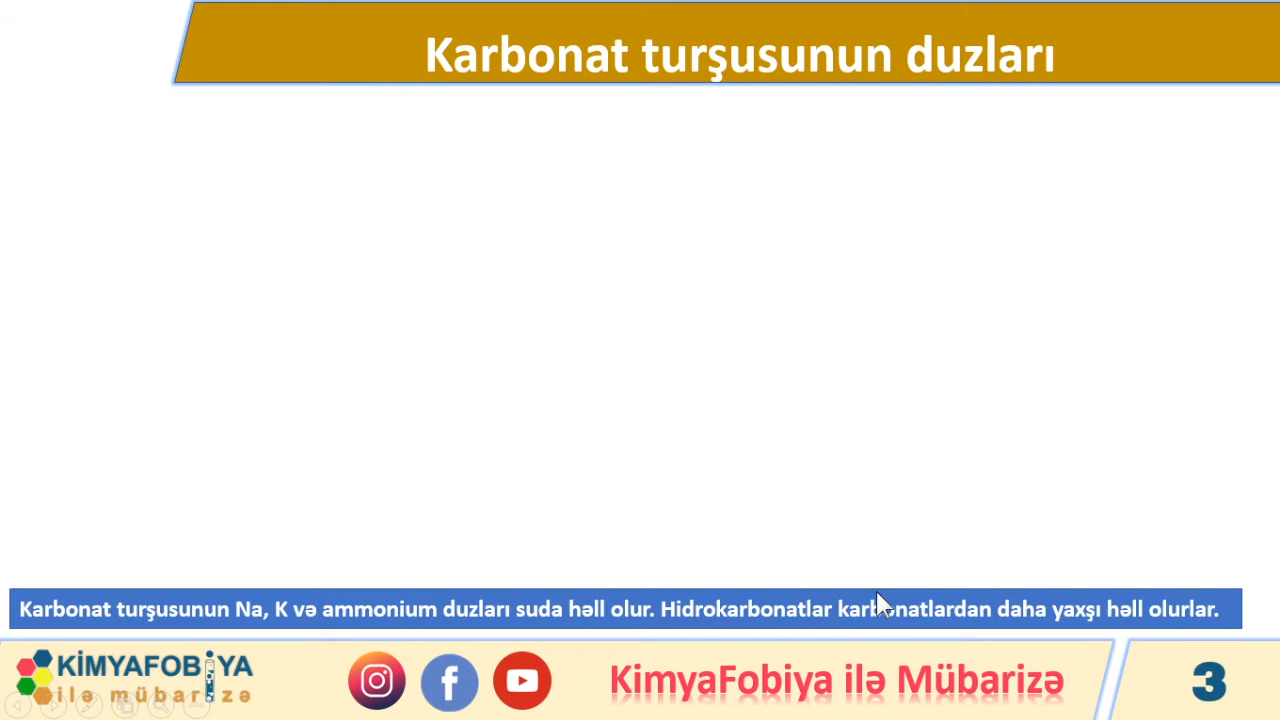 Karbonat turşusunun duzları
Karbonat turşusunun Na, K və ammonium duzları suda həll olur. Hidrokarbonatlar karbonatlardan daha yaxşı həll olurlar.
KİMYAFOBİYA
ilə mübarizə
KimyaFobiya ilə Mübarizə
3